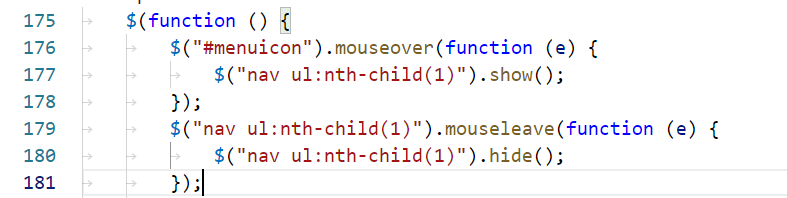 175 $(function () {
176 $("#menuicon").mouseover(function (e) {
177 $("nav ul:nth-child(1)").show();
178 });
179 $("nav ul:nth-child(1)").mouseleave(function (e) {
180 $("nav ul:nth-child(1)").hide();
181 });